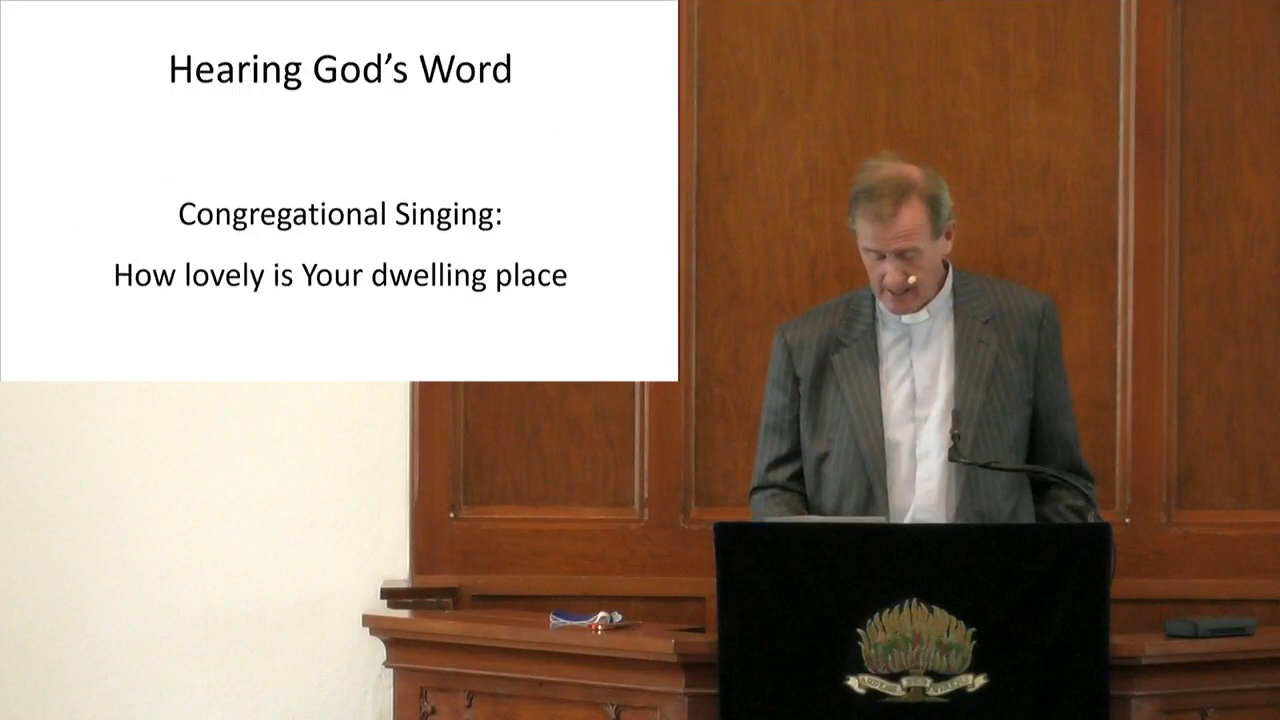 Hearing God’s Word
Congregational Singing:
How lovely is Your dwelling place